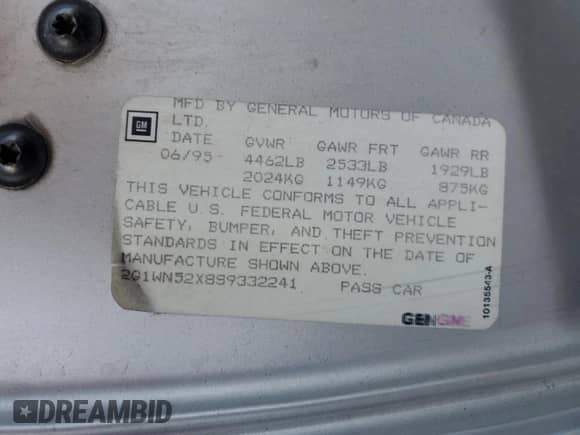 GM
MFD BY GENERAL MOTORS OF CANADA
LTD.
DATE GVWR GAWR FRT GAWR RR
06/95 4462LB 2533LB 1929LB
2024KG 1149KG 875KG
THIS VEHICLE CONFORMS TO ALL APPLI-
CABLE U.S. FEDERAL MOTOR VEHICLE
SAFETY, BUMPER, AND THEFT PREVENTION
STANDARDS IN EFFECT ON THE DATE OF
MANUFACTURE SHOWN ABOVE.
2G1WN52X8S9332241 PASS CAR
GENGME
10135543-A
DREAMBID